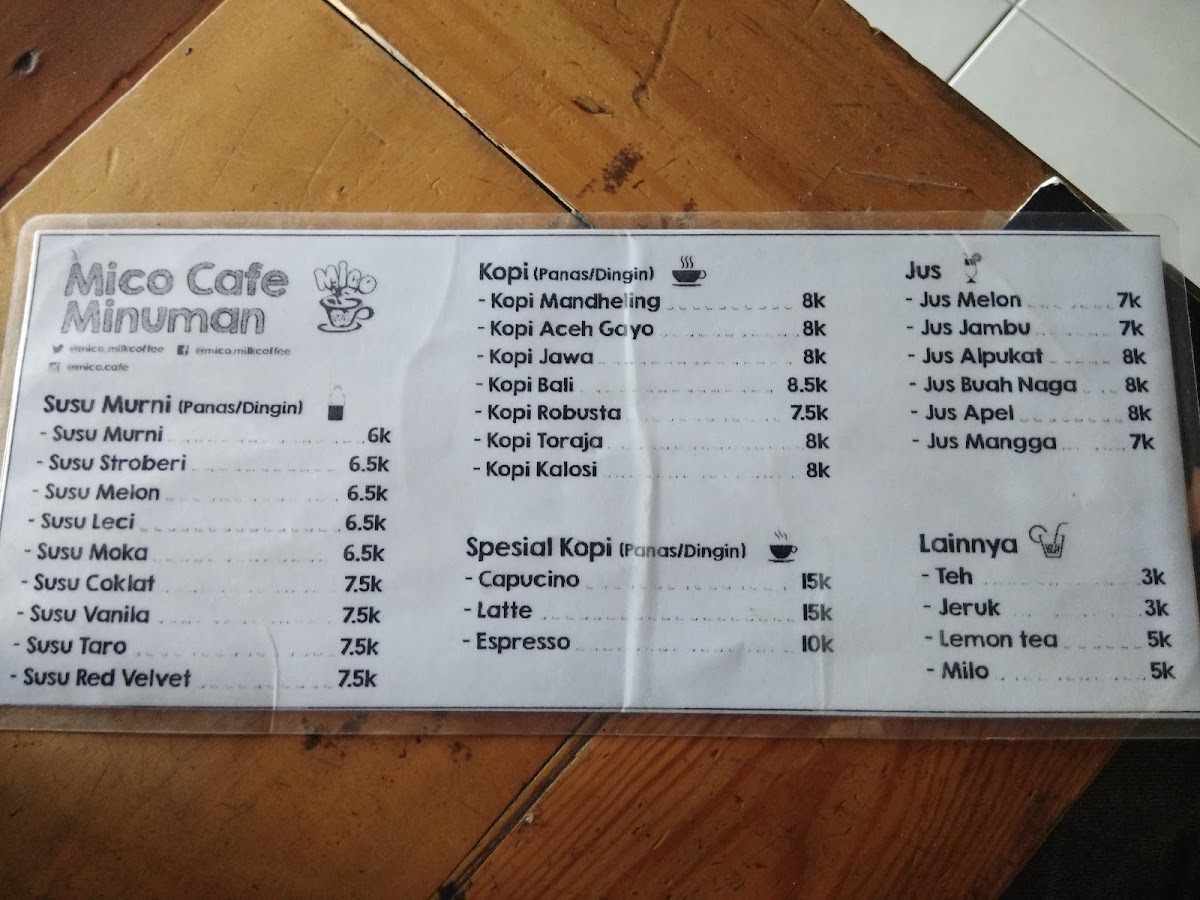 Mico Cafe
Minuman
Mico
@mico.milkcoffee @mico.milkcoffee
@mico.cafe
Susu Murni (Panas/Dingin)
- Susu Murni 6k
- Susu Stroberi 6.5k
- Susu Melon 6.5k
- Susu Leci 6.5k
- Susu Moka 6.5k
- Susu Coklat 7.5k
- Susu Vanila 7.5k
- Susu Taro 7.5k
- Susu Red Velvet 7.5k
Kopi (Panas/Dingin)
- Kopi Mandheling 8k
- Kopi Aceh Gayo 8k
- Kopi Jawa 8k
- Kopi Bali 8.5k
- Kopi Robusta 7.5k
- Kopi Toraja 8k
- Kopi Kalosi 8k
Spesial Kopi (Panas/Dingin)
- Capucino 15k
- Latte 15k
- Espresso 10k
Jus
- Jus Melon 7k
- Jus Jambu 7k
- Jus Alpukat 8k
- Jus Buah Naga 8k
- Jus Apel 8k
- Jus Mangga 7k
Lainnya
- Teh 3k
- Jeruk 3k
- Lemon tea 5k
- Milo 5k